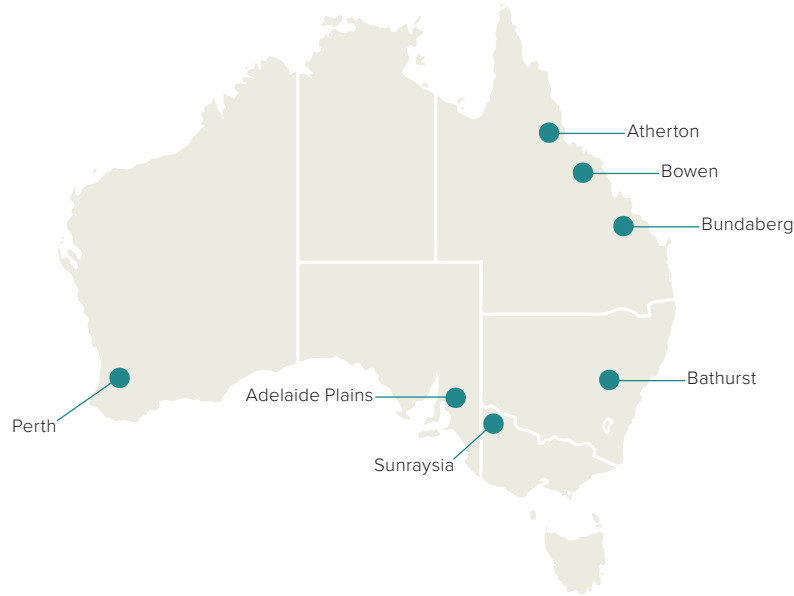 Atherton
Bowen
Bundaberg
Bathurst
Adelaide Plains
Perth
Sunraysia